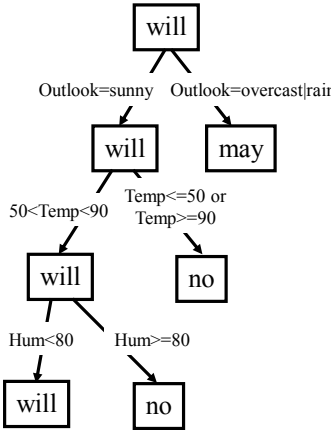 will
Outlook=sunny Outlook=overcast|rain
will may
50<Temp<90 Temp<=50 or
Temp>=90
will no
Hum<80 Hum>=80
will no